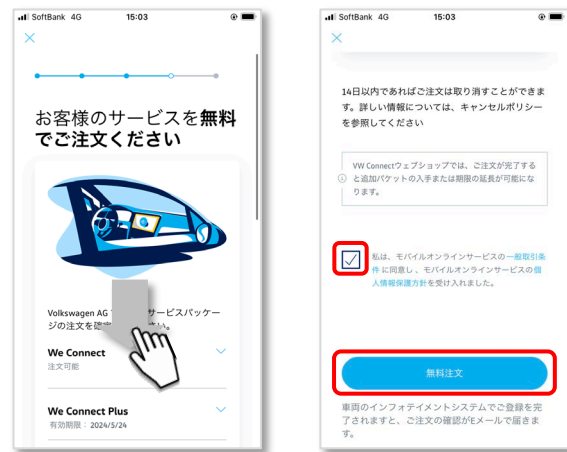 SoftBank 4G 15:03
お客様のサービスを無料
でご注文ください
Volkswagen AG サービスパッケー
ジの注文を確 さい。
We Connect
注文可能
We Connect Plus
有効期限：2024/5/24
SoftBank 4G 15:03
14日以内であればご注文は取り消すことができま
す。詳しい情報については、キャンセルポリシー
を参照してください
VW Connectウェブショップでは、ご注文が完了する
と追加パケットの入手または期限の延長が可能にな
ります。
私は、モバイルオンラインサービスの一般取引条
件 に同意し 、モバイルオンラインサービスの個
人情報保護方針を受け入れました。
無料注文
車両のインフォテイメントシステムでご登録を完
了されますと、ご注文の確認がEメールで届きま
す。